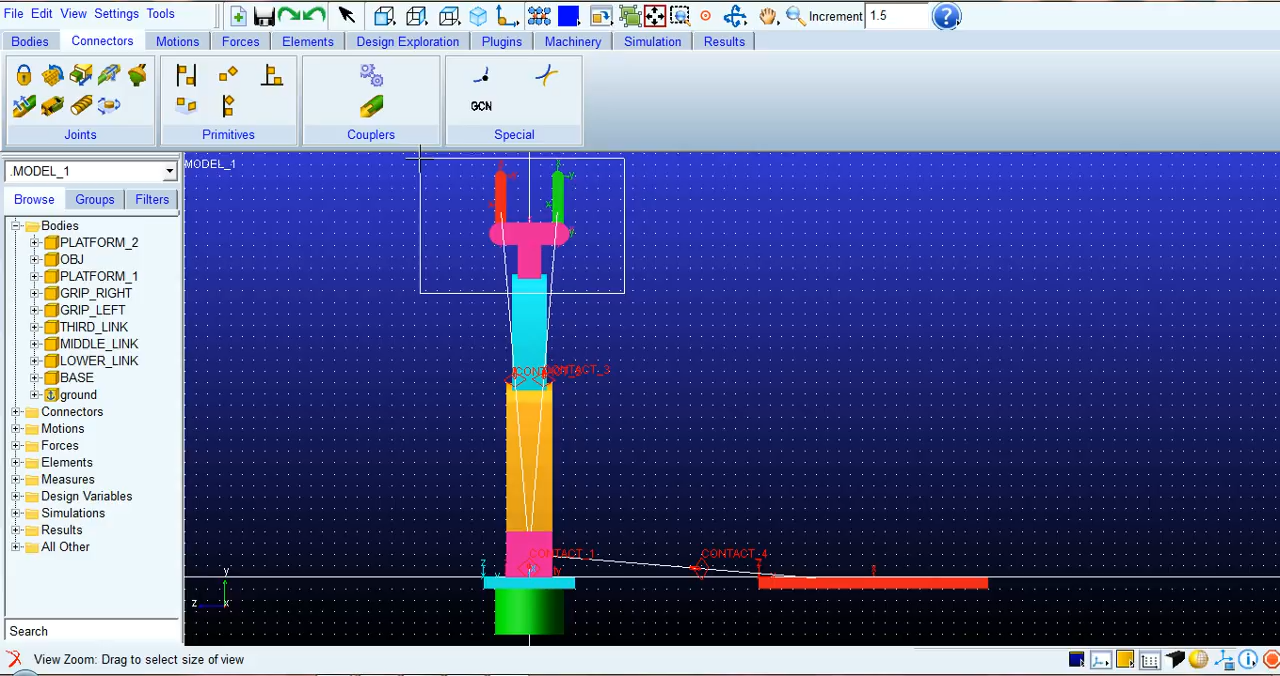 File Edit View Settings Tools
Increment 1.5 ?
Bodies Connectors Motions Forces Elements Design Exploration Plugins Machinery Simulation Results
GCN
Joints Primitives Couplers Special
.MODEL_1
MODEL_1
Browse Groups Filters
Bodies
PLATFORM_2
OBJ
PLATFORM_1
GRIP_RIGHT
GRIP_LEFT
THIRD_LINK
MIDDLE_LINK
LOWER_LINK
BASE
ground
Connectors
Motions
Forces
Elements
Measures
Design Variables
Simulations
Results
All Other
CONTACT_3
CONTACT_1
CONTACT_4
y
z
x
Search
View Zoom: Drag to select size of view